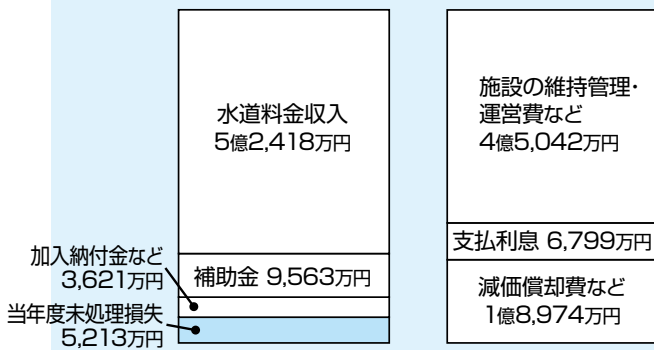 水道料金収入
5億2,418万円
加入納付金など
3,621万円
補助金 9,563万円
当年度未処理損失
5,213万円
施設の維持管理・
運営費など
4億5,042万円
支払利息 6,799万円
減価償却費など
1億8,974万円